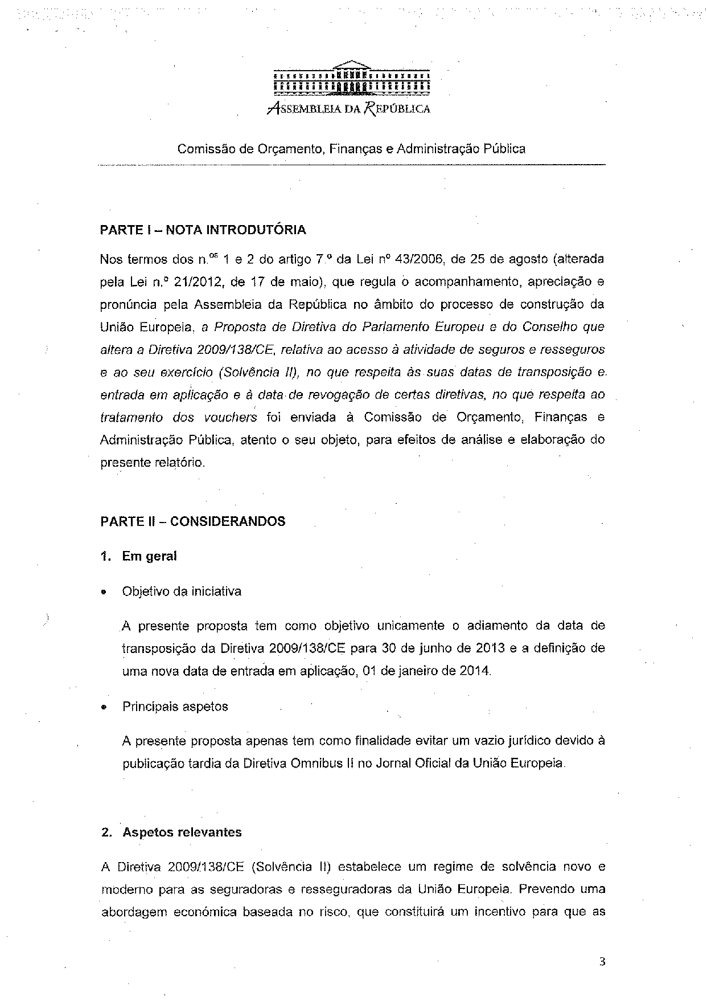 ASSEMBLEIA DA REPÚBLICA
Comissão de Orçamento, Finanças e Administração Pública
PARTE I – NOTA INTRODUTÓRIA
Nos termos dos n.ºs 1 e 2 do artigo 7.º da Lei nº 43/2006, de 25 de agosto (alterada
pela Lei n.º 21/2012, de 17 de maio), que regula o acompanhamento, apreciação e
pronúncia pela Assembleia da República no âmbito do processo de construção da
União Europeia, a Proposta de Diretiva do Parlamento Europeu e do Conselho que
altera a Diretiva 2009/138/CE, relativa ao acesso à atividade de seguros e resseguros
e ao seu exercício (Solvência II), no que respeita às suas datas de transposição e
entrada em aplicação e à data de revogação de certas diretivas, no que respeita ao
tratamento dos vouchers foi enviada à Comissão de Orçamento, Finanças e
Administração Pública, atento o seu objeto, para efeitos de análise e elaboração do
presente relatório.
PARTE II – CONSIDERANDOS
1. Em geral
• Objetivo da iniciativa
A presente proposta tem como objetivo unicamente o adiamento da data de
transposição da Diretiva 2009/138/CE para 30 de junho de 2013 e a definição de
uma nova data de entrada em aplicação, 01 de janeiro de 2014.
• Principais aspetos
A presente proposta apenas tem como finalidade evitar um vazio jurídico devido à
publicação tardia da Diretiva Omnibus II no Jornal Oficial da União Europeia.
2. Aspetos relevantes
A Diretiva 2009/138/CE (Solvência II) estabelece um regime de solvência novo e
moderno para as seguradoras e resseguradoras da União Europeia. Prevendo uma
abordagem económica baseada no risco, que constituirá um incentivo para que as
3